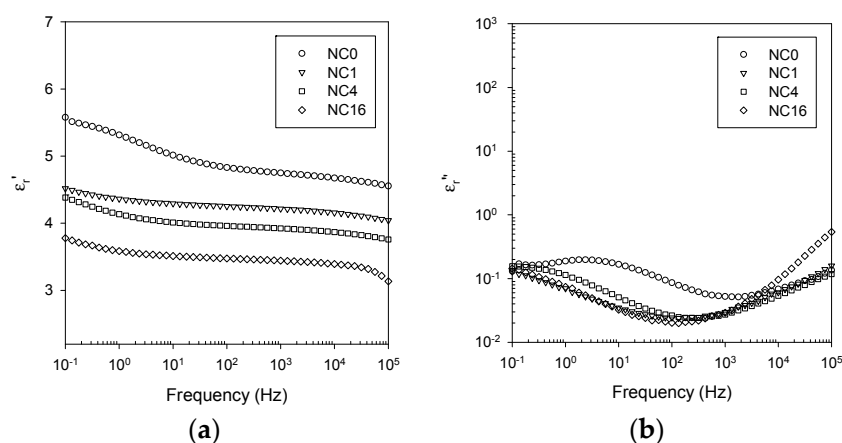 7
6
5
4
3
εr'
10⁻¹ 10⁰ 10¹ 10² 10³ 10⁴ 10⁵
Frequency (Hz)
NC0
NC1
NC4
NC16
(a)
10³
10²
10¹
10⁰
10⁻¹
10⁻²
εr"
10⁻¹ 10⁰ 10¹ 10² 10³ 10⁴ 10⁵
Frequency (Hz)
NC0
NC1
NC4
NC16
(b)